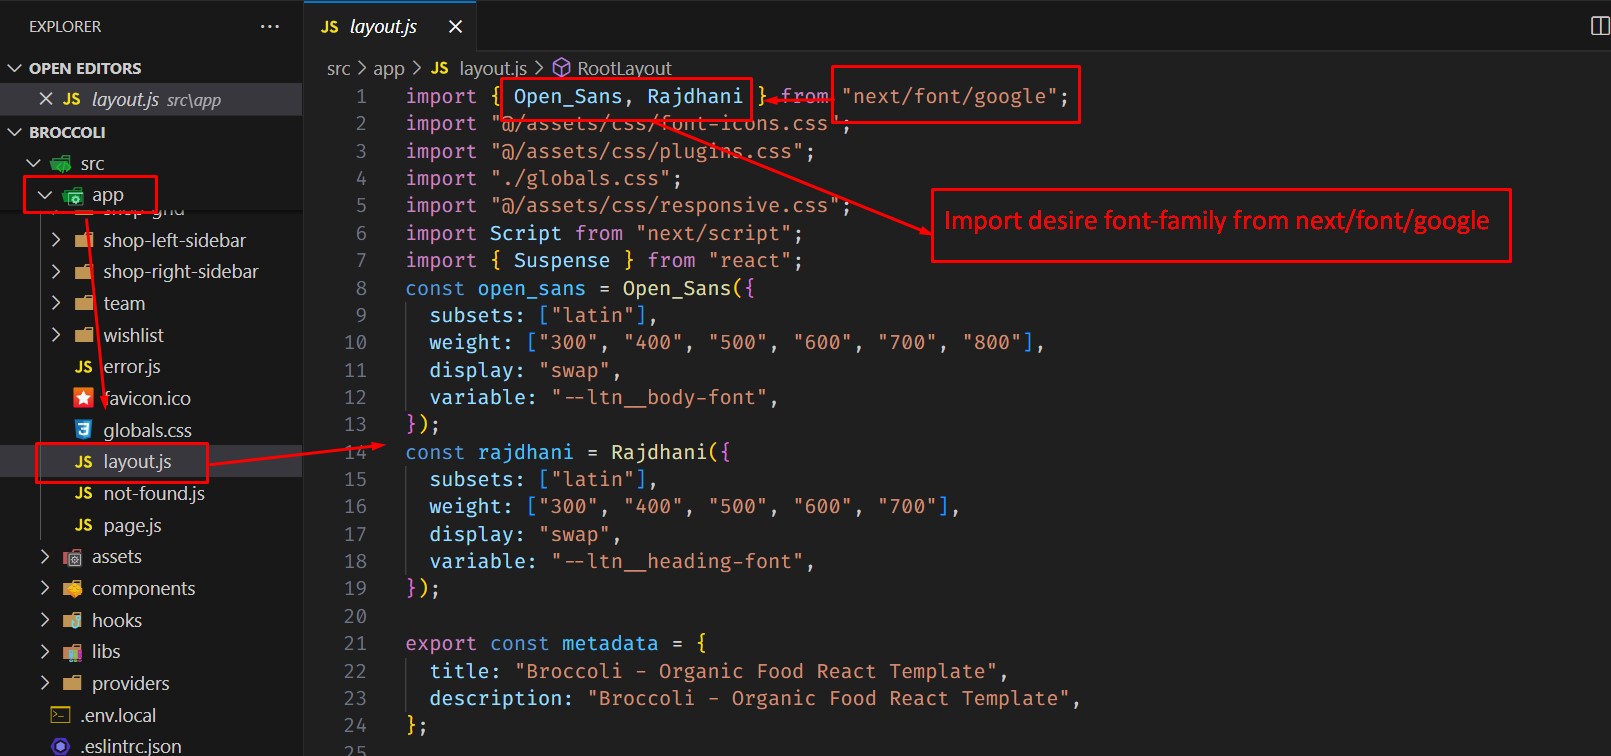 EXPLORER
OPEN EDITORS
JS layout.js src\app
BROCCOLI
src
app
shop-grid
shop-left-sidebar
shop-right-sidebar
team
wishlist
JS error.js
favicon.ico
globals.css
JS layout.js
JS not-found.js
JS page.js
assets
components
hooks
libs
providers
.env.local
.eslintrc.json
JS layout.js
src > app > JS layout.js > RootLayout
1 import { Open_Sans, Rajdhani } from "next/font/google";
2 import "@/assets/css/font-icons.css";
3 import "@/assets/css/plugins.css";
4 import "./globals.css";
5 import "@/assets/css/responsive.css";
6 import Script from "next/script";
7 import { Suspense } from "react";
8 const open_sans = Open_Sans({
9 subsets: ["latin"],
10 weight: ["300", "400", "500", "600", "700", "800"],
11 display: "swap",
12 variable: "--ltn__body-font",
13 });
14 const rajdhani = Rajdhani({
15 subsets: ["latin"],
16 weight: ["300", "400", "500", "600", "700"],
17 display: "swap",
18 variable: "--ltn__heading-font",
19 });
20
21 export const metadata = {
22 title: "Broccoli - Organic Food React Template",
23 description: "Broccoli - Organic Food React Template",
24 };
25
Import desire font-family from next/font/google